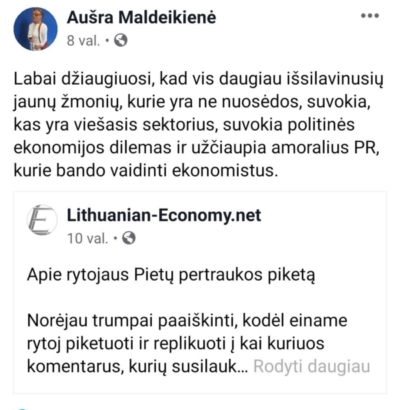 Aušra Maldeikienė
8 val. •
Labai džiaugiuosi, kad vis daugiau išsilavinusių
jaunų žmonių, kurie yra ne nuosėdos, suvokia,
kas yra viešasis sektorius, suvokia politinės
ekonomijos dilemas ir užčiaupia amoralius PR,
kurie bando vaidinti ekonomistus.
Lithuanian-Economy.net
10 val. •
Apie rytojaus Pietų pertraukos piketą
Norėjau trumpai paaiškinti, kodėl einame
rytoj piketuoti ir replikuoti į kai kuriuos
komentarus, kurių susilauk... Rodyti daugiau